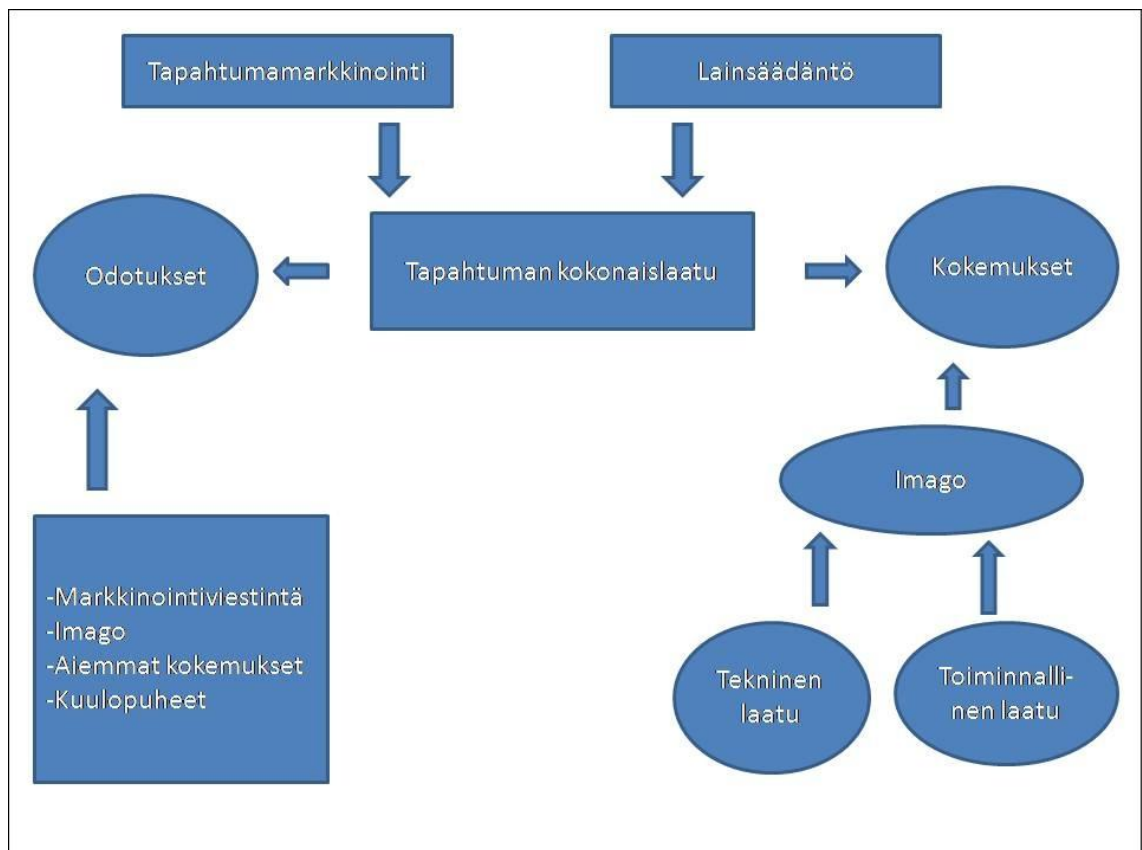 Tapahtumamarkkinointi
Lainsäädäntö
Odotukset
Tapahtuman kokonaislaatu
Kokemukset
Imago
-Markkinointiviestintä
-Imago
-Aiemmat kokemukset
-Kuulopuheet
Tekninen
laatu
Toiminnalli-
nen laatu